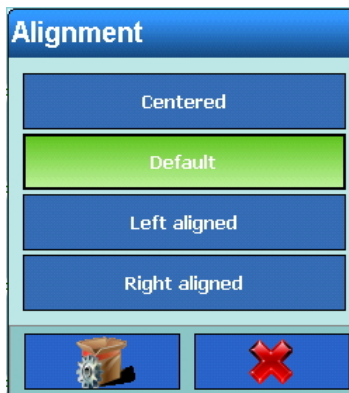 Alignment
Centered
Default
Left aligned
Right aligned